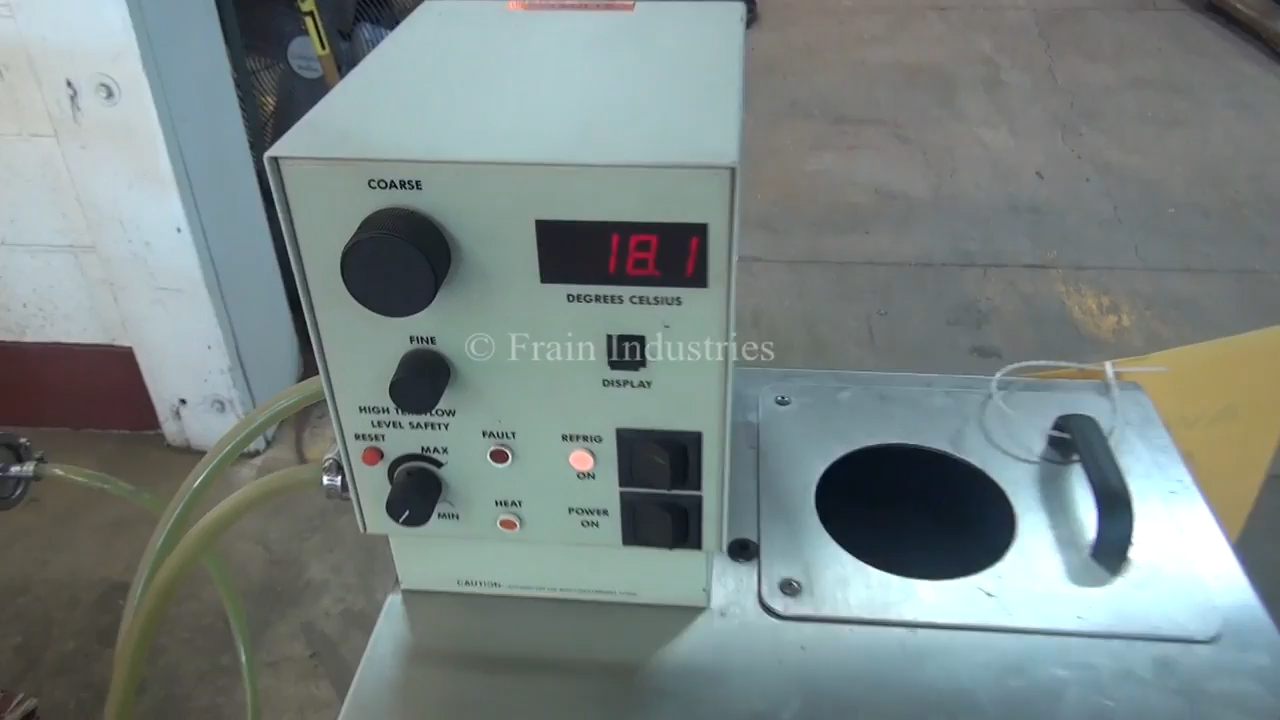 COARSE
18.1
DEGREES CELSIUS
FINE
© Frain Industries
DISPLAY
HIGH TEMP/LOW
LEVEL SAFETY
RESET
MAX
MIN
FAULT
REFRIG
ON
HEAT
POWER
ON
CAUTION